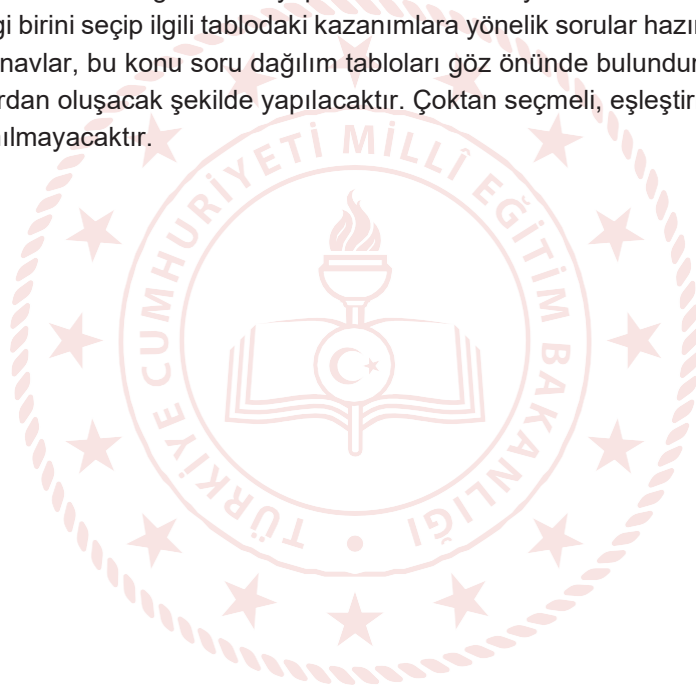 gi birini seçip ilgili tablodaki kazanımlara yönelik sorular hazır
navlar, bu konu soru dağılım tabloları göz önünde bulundur
rdan oluşacak şekilde yapılacaktır. Çoktan seçmeli, eşleştir
ılmayacaktır.
TÜRKİYE CUMHURİYETİ MİLLÎ EĞİTİM BAKANLIĞI